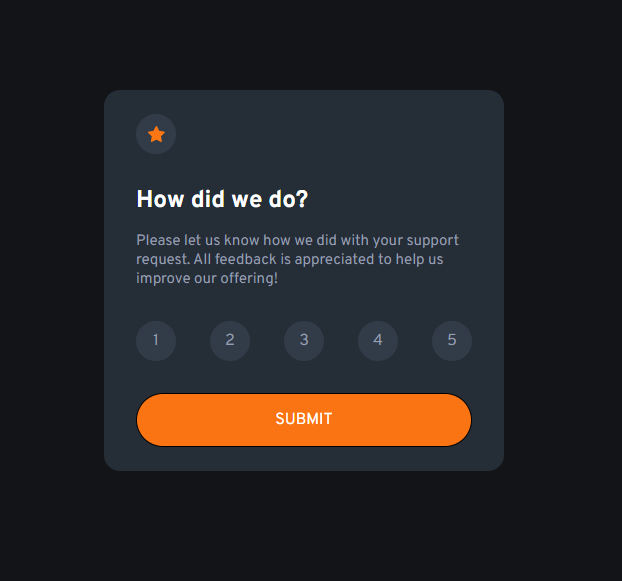 How did we do?
Please let us know how we did with your support
request. All feedback is appreciated to help us
improve our offering!
1 2 3 4 5
SUBMIT